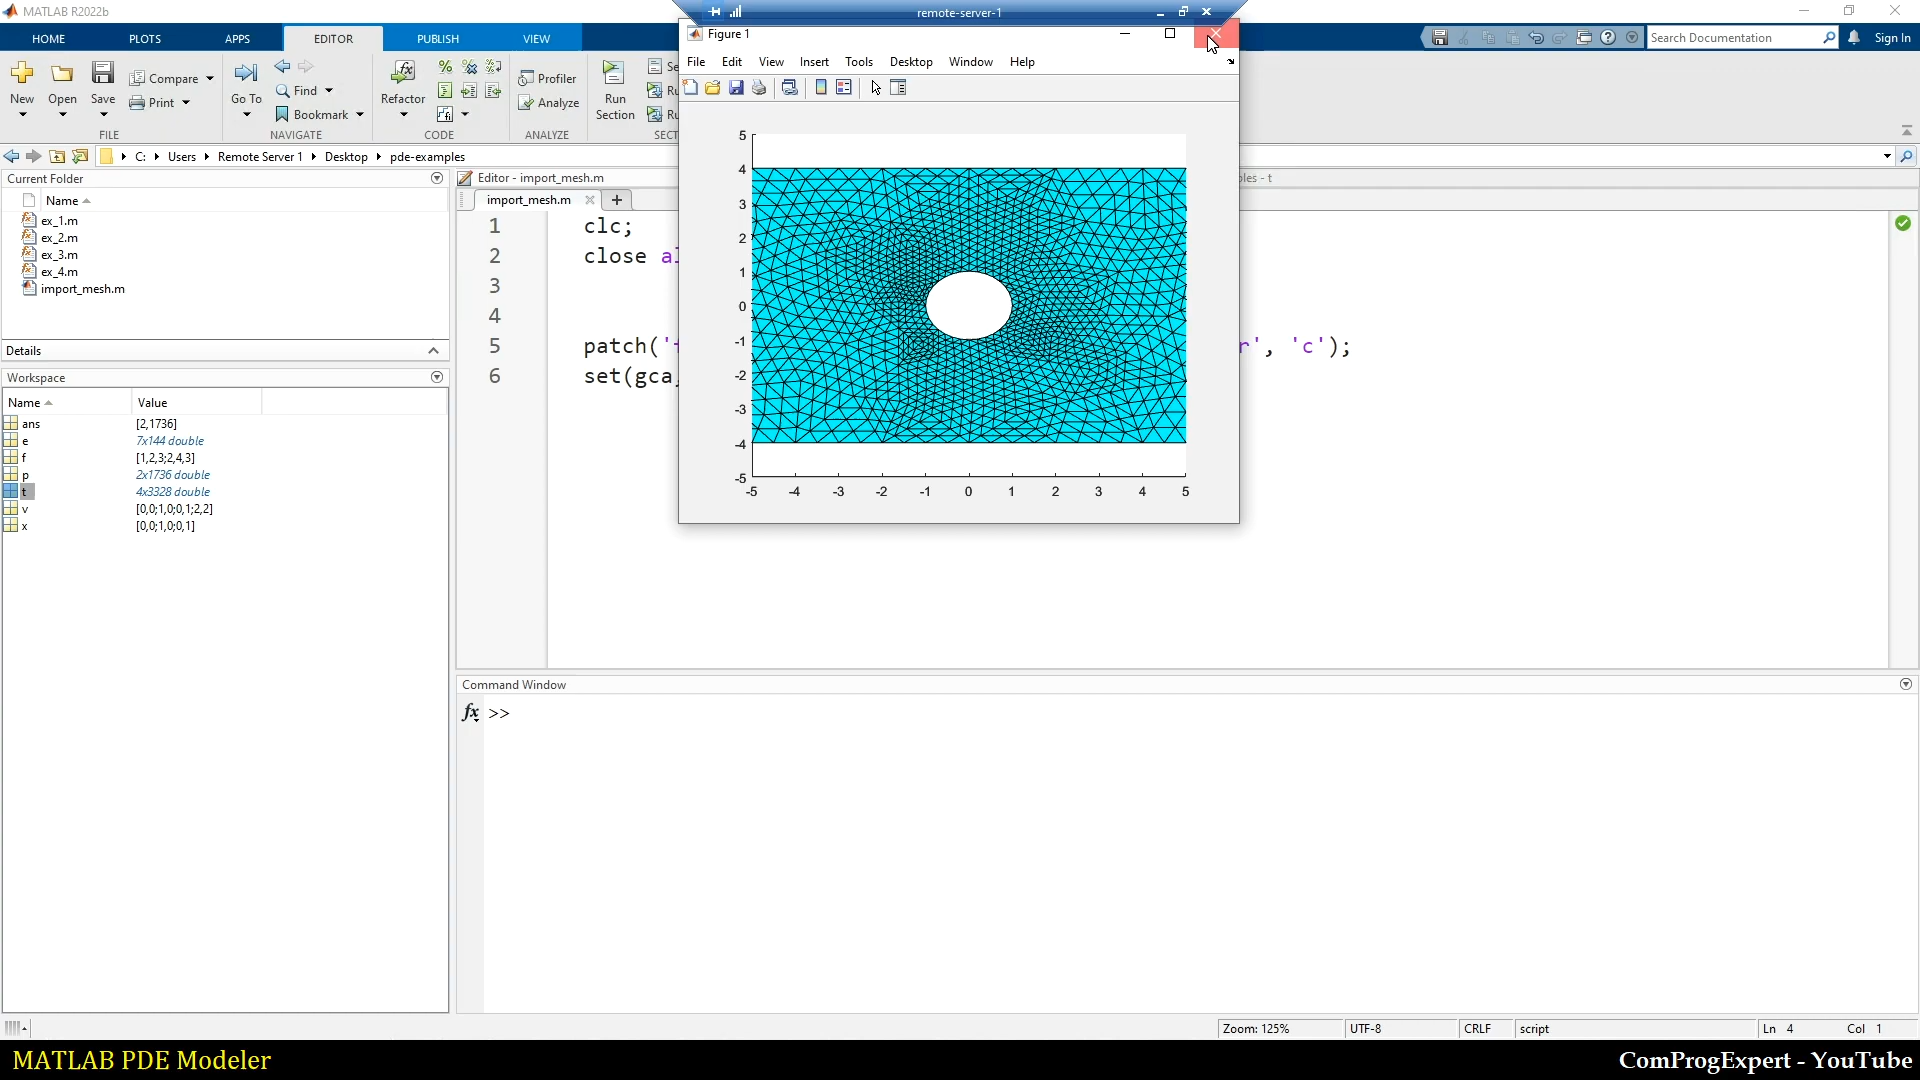 MATLAB R2022b
remote-server-1
HOME PLOTS APPS EDITOR PUBLISH VIEW
Search Documentation
Sign In
Figure 1
File Edit View Insert Tools Desktop Window Help
New Open Save Compare Print
Go To Find Bookmark
Refactor
Profiler Analyze
Run Section
FILE NAVIGATE CODE ANALYZE SECT
C: Users Remote Server 1 Desktop pde-examples
Current Folder
Name
ex_1.m
ex_2.m
ex_3.m
ex_4.m
import_mesh.m
Details
Workspace
Name Value
ans [2,1736]
e 7x144 double
f [1,2,3;2,4,3]
p 2x1736 double
t 4x3328 double
v [0,0;1,0;0,1;2,2]
x [0,0;1,0;0,1]
Editor - import_mesh.m
les - t
import_mesh.m
1 clc;
2 close al
3
4
5 patch('f r', 'c');
6 set(gca,
5
4
3
2
1
0
-1
-2
-3
-4
-5
-5 -4 -3 -2 -1 0 1 2 3 4 5
Command Window
fx >>
Zoom: 125% UTF-8 CRLF script Ln 4 Col 1
MATLAB PDE Modeler
ComProgExpert - YouTube